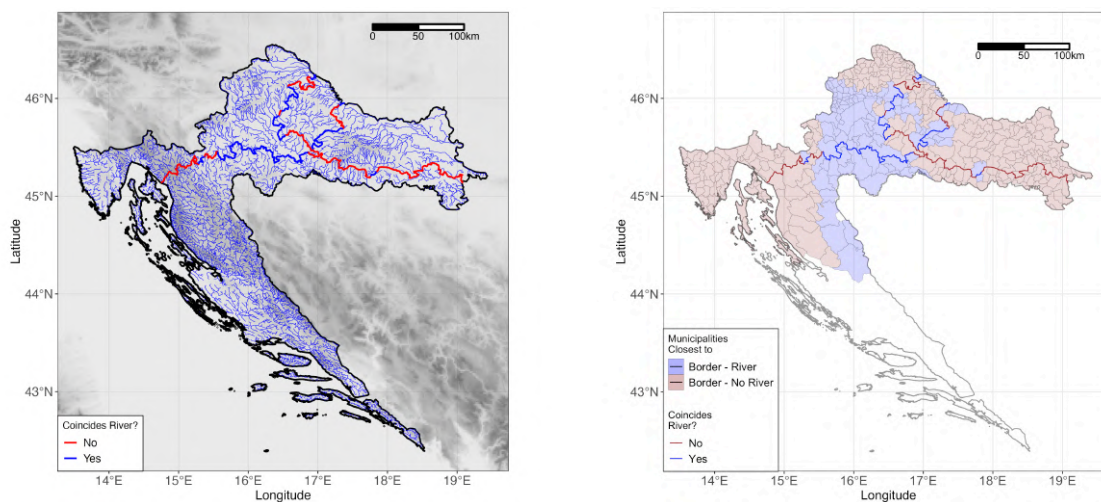 0 50 100km
46°N
45°N
44°N
43°N
Latitude
Coincides River?
No
Yes
14°E 15°E 16°E 17°E 18°E 19°E
Longitude
0 50 100km
46°N
45°N
44°N
43°N
Latitude
Municipalities
Closest to
Border - River
Border - No River
Coincides
River?
No
Yes
14°E 15°E 16°E 17°E 18°E 19°E
Longitude